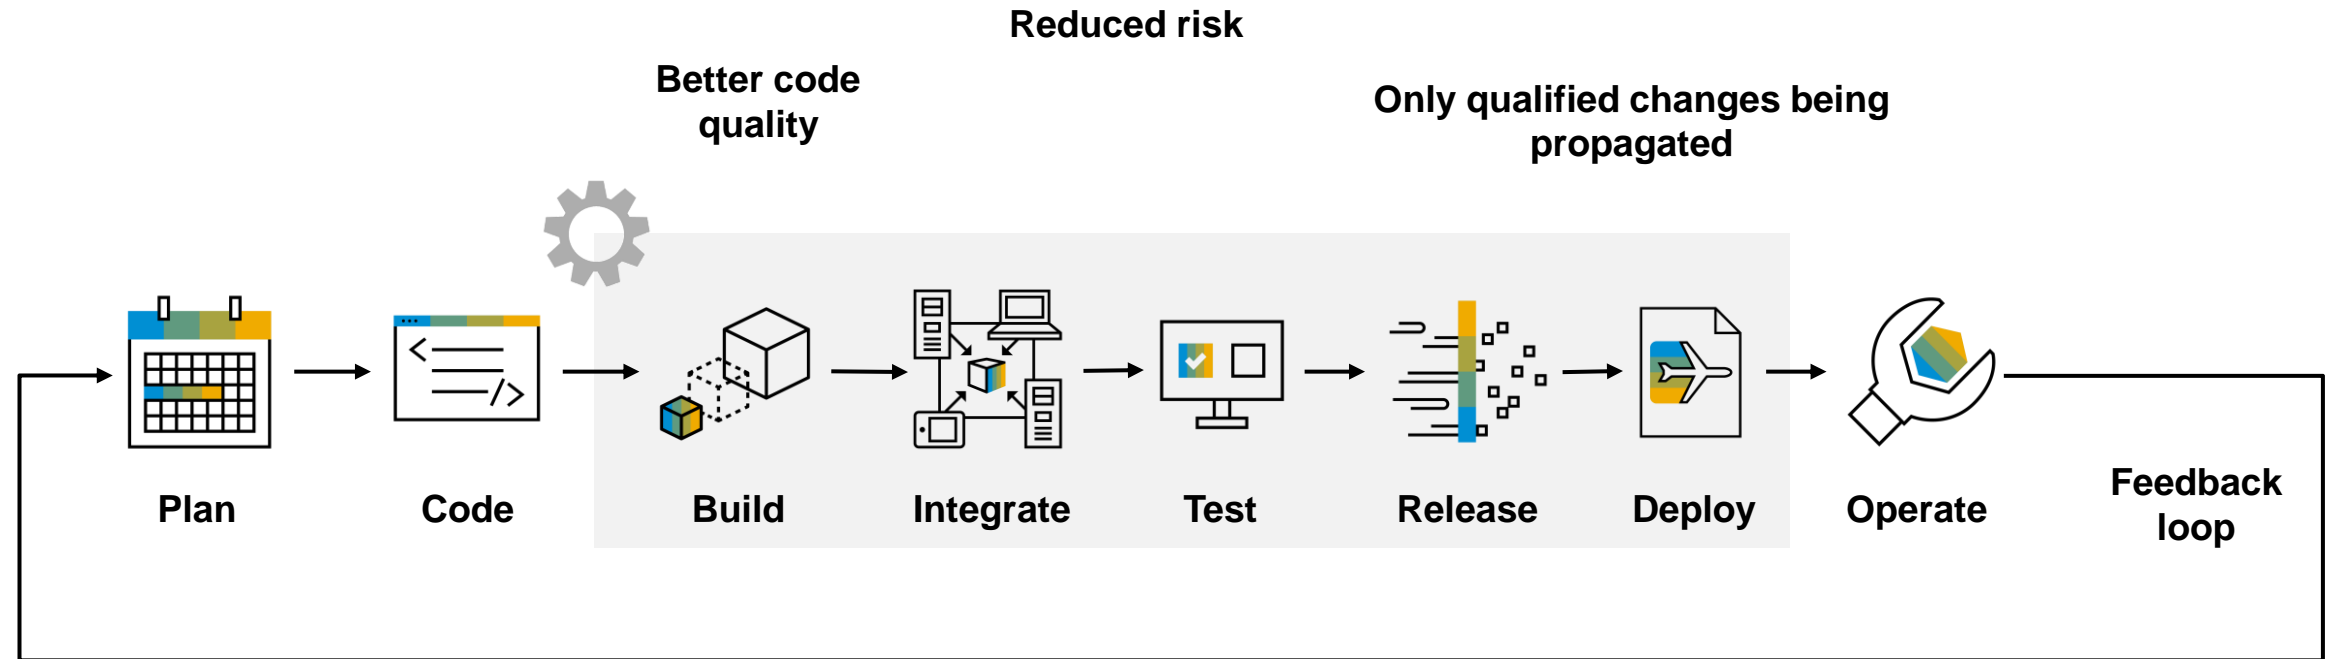 Reduced risk
Better code
quality
Only qualified changes being
propagated
Plan
Code
Build
Integrate
Test
Release
Deploy
Operate
Feedback
loop